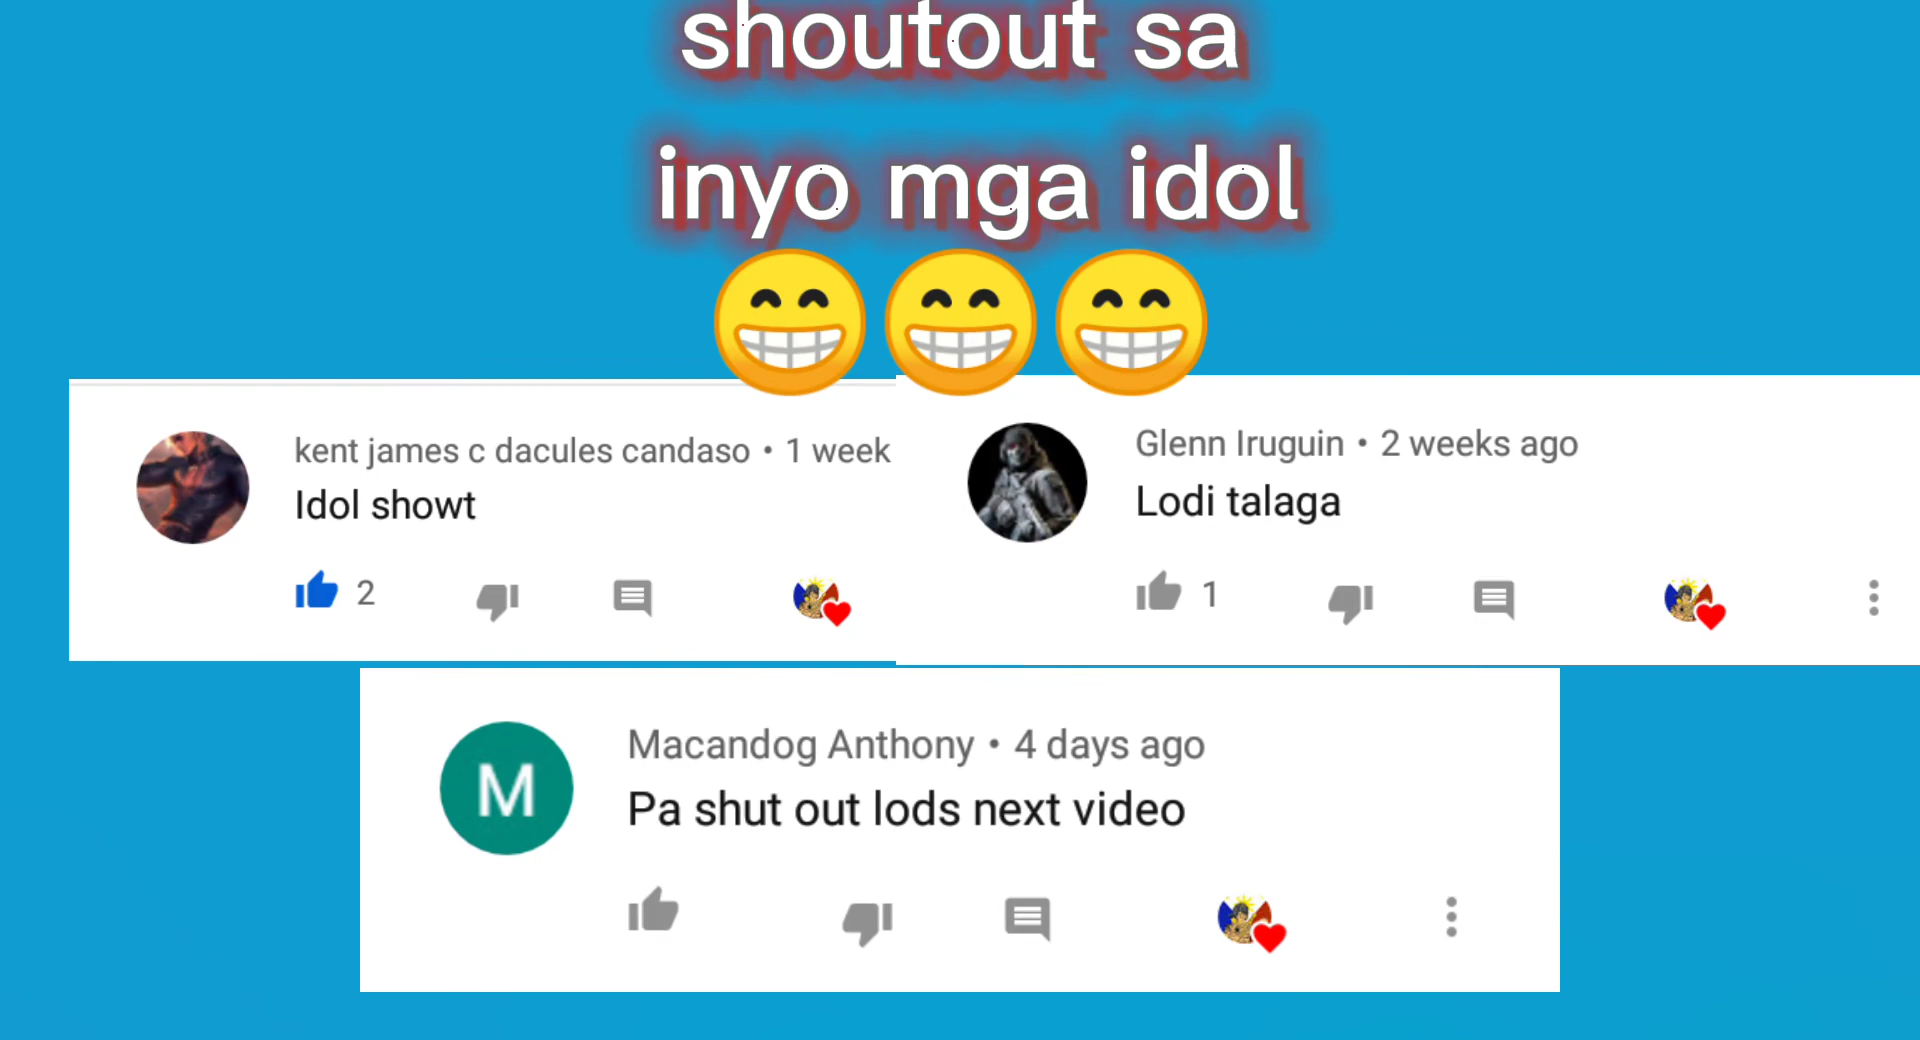 shoutout sa
inyo mga idol
😁😁😁
kent james c dacules candaso • 1 week
Idol showt
2
Glenn Iruguin • 2 weeks ago
Lodi talaga
1
M
Macandog Anthony • 4 days ago
Pa shut out lods next video